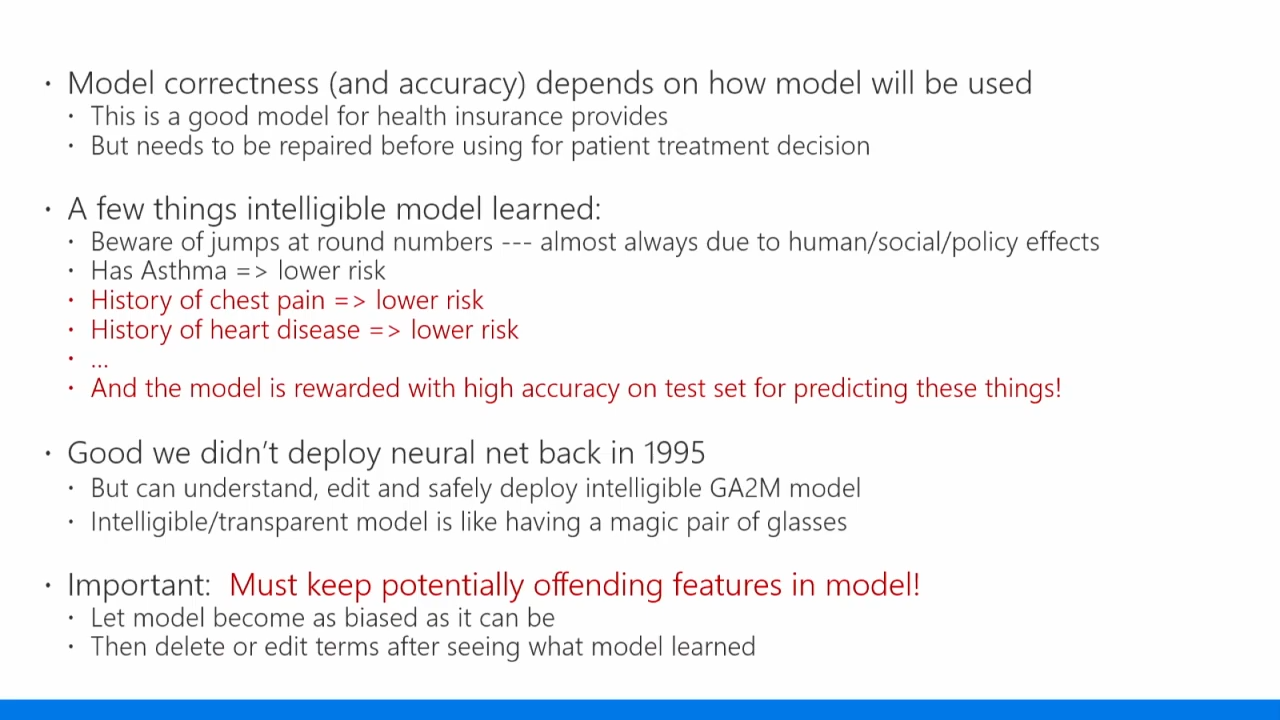 • Model correctness (and accuracy) depends on how model will be used
• This is a good model for health insurance provides
• But needs to be repaired before using for patient treatment decision
• A few things intelligible model learned:
• Beware of jumps at round numbers --- almost always due to human/social/policy effects
• Has Asthma => lower risk
• History of chest pain => lower risk
• History of heart disease => lower risk
• ...
• And the model is rewarded with high accuracy on test set for predicting these things!
• Good we didn't deploy neural net back in 1995
• But can understand, edit and safely deploy intelligible GA2M model
• Intelligible/transparent model is like having a magic pair of glasses
• Important: Must keep potentially offending features in model!
• Let model become as biased as it can be
• Then delete or edit terms after seeing what model learned